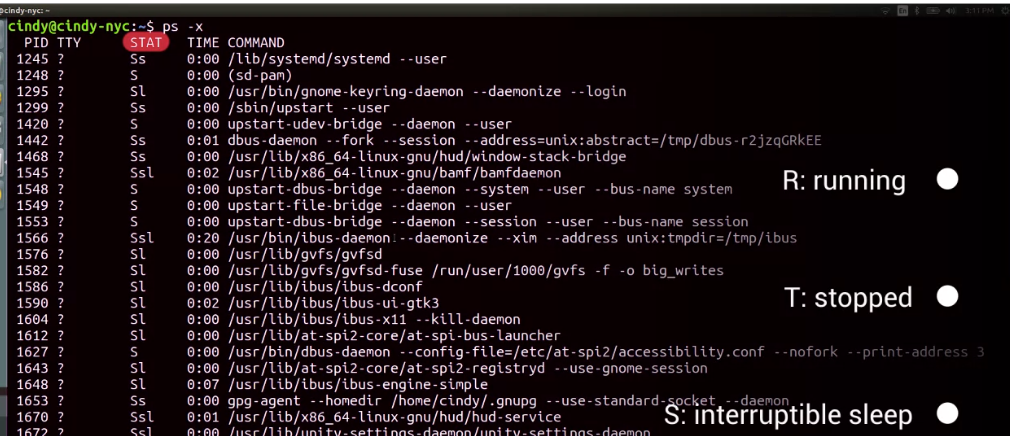 cindy-nyc: ~
3:11 PM
cindy@cindy-nyc:~$ ps -x
PID TTY STAT TIME COMMAND
1245 ? Ss 0:00 /lib/systemd/systemd --user
1248 ? S 0:00 (sd-pam)
1295 ? Sl 0:00 /usr/bin/gnome-keyring-daemon --daemonize --login
1299 ? Ss 0:00 /sbin/upstart --user
1420 ? S 0:00 upstart-udev-bridge --daemon --user
1442 ? Ss 0:01 dbus-daemon --fork --session --address=unix:abstract=/tmp/dbus-r2jzqGRkEE
1468 ? Ss 0:00 /usr/lib/x86_64-linux-gnu/hud/window-stack-bridge
1545 ? Ssl 0:02 /usr/lib/x86_64-linux-gnu/bamf/bamfdaemon
1548 ? S 0:00 upstart-dbus-bridge --daemon --system --user --bus-name system
1549 ? S 0:00 upstart-file-bridge --daemon --user
1553 ? S 0:00 upstart-dbus-bridge --daemon --session --user --bus-name session
1566 ? Ssl 0:20 /usr/bin/ibus-daemon --daemonize --xim --address unix:tmpdir=/tmp/ibus
1576 ? Sl 0:00 /usr/lib/gvfs/gvfsd
1582 ? Sl 0:00 /usr/lib/gvfs/gvfsd-fuse /run/user/1000/gvfs -f -o big_writes
1586 ? Sl 0:00 /usr/lib/ibus/ibus-dconf
1590 ? Sl 0:02 /usr/lib/ibus/ibus-ui-gtk3
1604 ? Sl 0:00 /usr/lib/ibus/ibus-x11 --kill-daemon
1612 ? Sl 0:00 /usr/lib/at-spi2-core/at-spi-bus-launcher
1627 ? S 0:00 /usr/bin/dbus-daemon --config-file=/etc/at-spi2/accessibility.conf --nofork --print-address 3
1643 ? Sl 0:00 /usr/lib/at-spi2-core/at-spi2-registryd --use-gnome-session
1648 ? Sl 0:07 /usr/lib/ibus/ibus-engine-simple
1653 ? Ss 0:00 gpg-agent --homedir /home/cindy/.gnupg --use-standard-socket --daemon
1670 ? Ssl 0:01 /usr/lib/x86_64-linux-gnu/hud/hud-service
1672 ? Ssl 0:00 /usr/lib/unity-settings-daemon/unity-settings-daemon
R: running
T: stopped
S: interruptible sleep